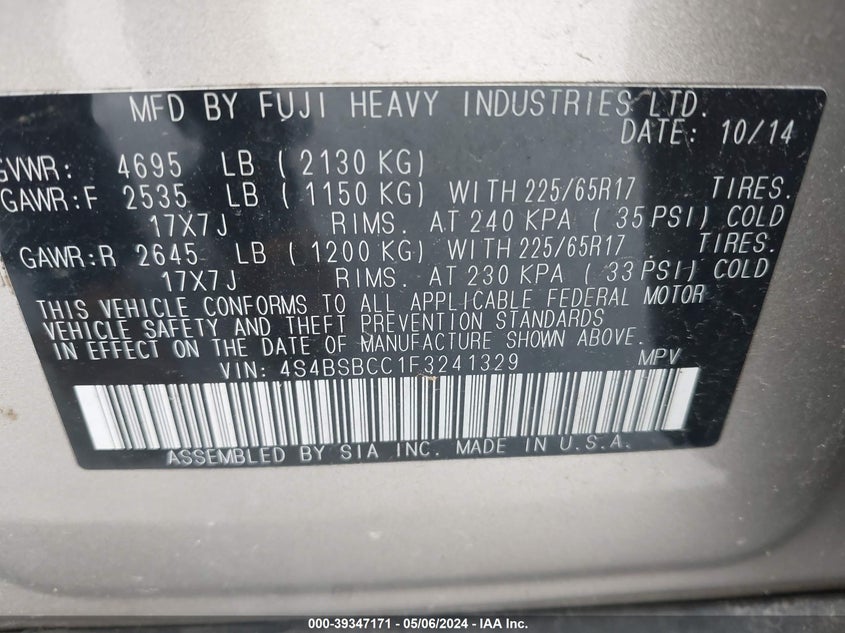 MFD BY FUJI HEAVY INDUSTRIES LTD.
DATE: 10/14
GVWR: 4695 LB ( 2130 KG)
GAWR:F 2535 LB ( 1150 KG) WITH 225/65R17 TIRES.
17X7J RIMS. AT 240 KPA ( 35 PSI) COLD
GAWR:R 2645 LB ( 1200 KG) WITH 225/65R17 TIRES.
17X7J RIMS. AT 230 KPA ( 33 PSI) COLD
THIS VEHICLE CONFORMS TO ALL APPLICABLE FEDERAL MOTOR
VEHICLE SAFETY AND THEFT PREVENTION STANDARDS
IN EFFECT ON THE DATE OF MANUFACTURE SHOWN ABOVE.
VIN: 4S4BSBCC1F3241329 MPV
ASSEMBLED BY SIA INC. MADE IN U.S.A.
000-39347171 - 05/06/2024 - IAA Inc.